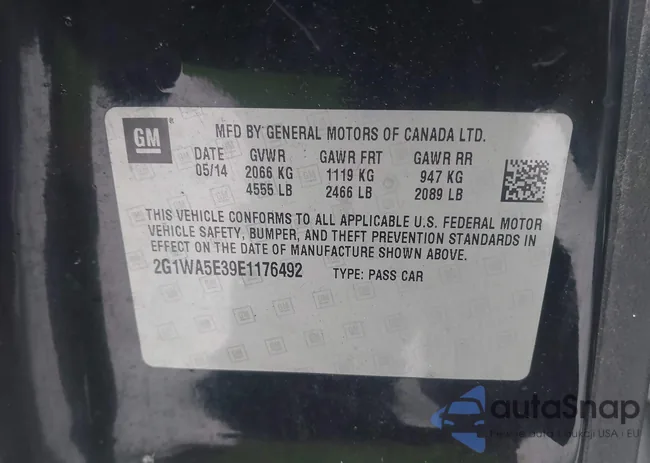 GM
MFD BY GENERAL MOTORS OF CANADA LTD.
DATE GVWR GAWR FRT GAWR RR
05/14 2066 KG 1119 KG 947 KG
4555 LB 2466 LB 2089 LB
THIS VEHICLE CONFORMS TO ALL APPLICABLE U.S. FEDERAL MOTOR
VEHICLE SAFETY, BUMPER, AND THEFT PREVENTION STANDARDS IN
EFFECT ON THE DATE OF MANUFACTURE SHOWN ABOVE.
2G1WA5E39E1176492 TYPE: PASS CAR
autoSnap
USA i EU